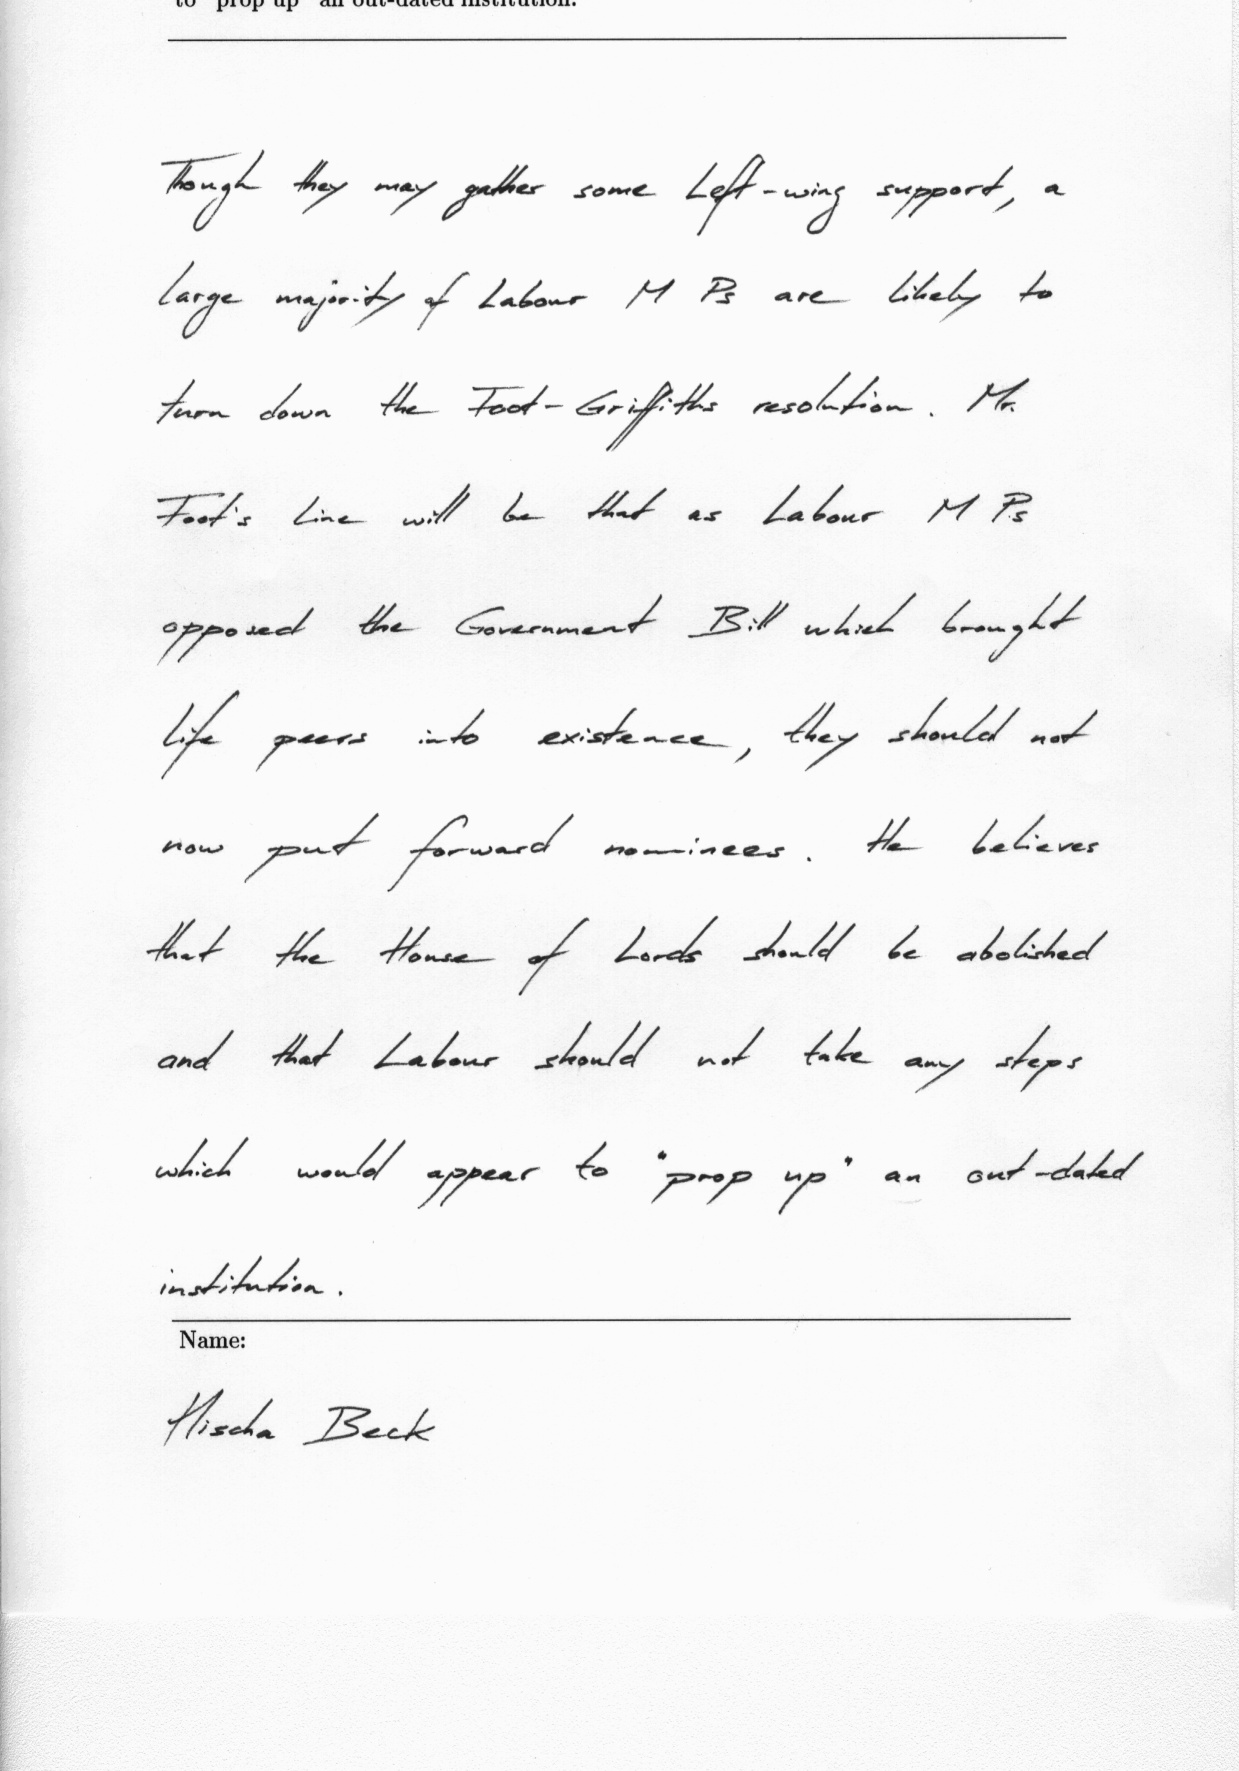 to "prop up" an out-dated institution.
Though they may gather some Left-wing support, a
large majority of Labour M Ps are likely to
turn down the Foot-Griffiths resolution. Mr.
Foot's line will be that as Labour M Ps
opposed the Government Bill which brought
life peers into existence, they should not
now put forward nominees. He believes
that the House of Lords should be abolished
and that Labour should not take any steps
which would appear to "prop up" an out-dated
institution.
Name:
Mischa Beck